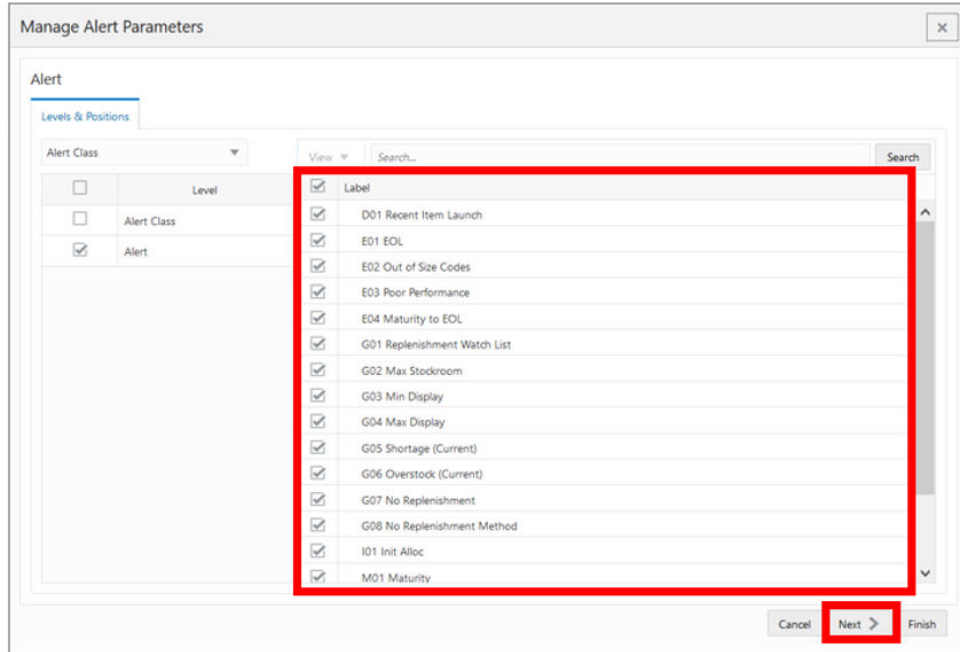 Manage Alert Parameters
Alert
Levels & Positions
Alert Class
View Search... Search
Level
Alert Class
Alert
Label
D01 Recent Item Launch
E01 EOL
E02 Out of Size Codes
E03 Poor Performance
E04 Maturity to EOL
G01 Replenishment Watch List
G02 Max Stockroom
G03 Min Display
G04 Max Display
G05 Shortage (Current)
G06 Overstock (Current)
G07 No Replenishment
G08 No Replenishment Method
I01 Init Alloc
M01 Maturity
Cancel Next Finish